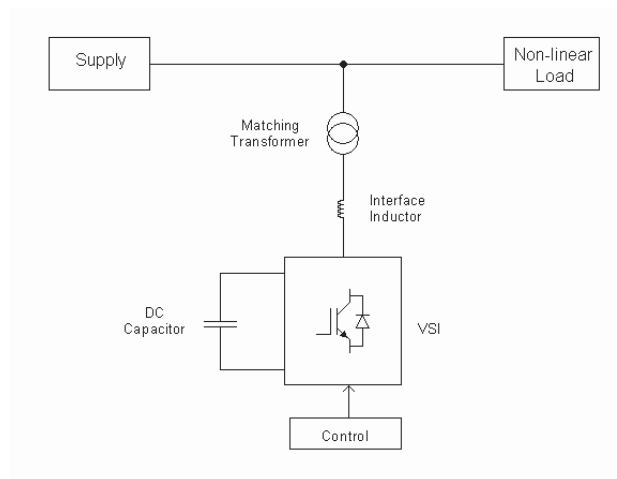 Supply
Non-linear
Load
Matching
Transformer
Interface
Inductor
DC
Capacitor
VSI
Control